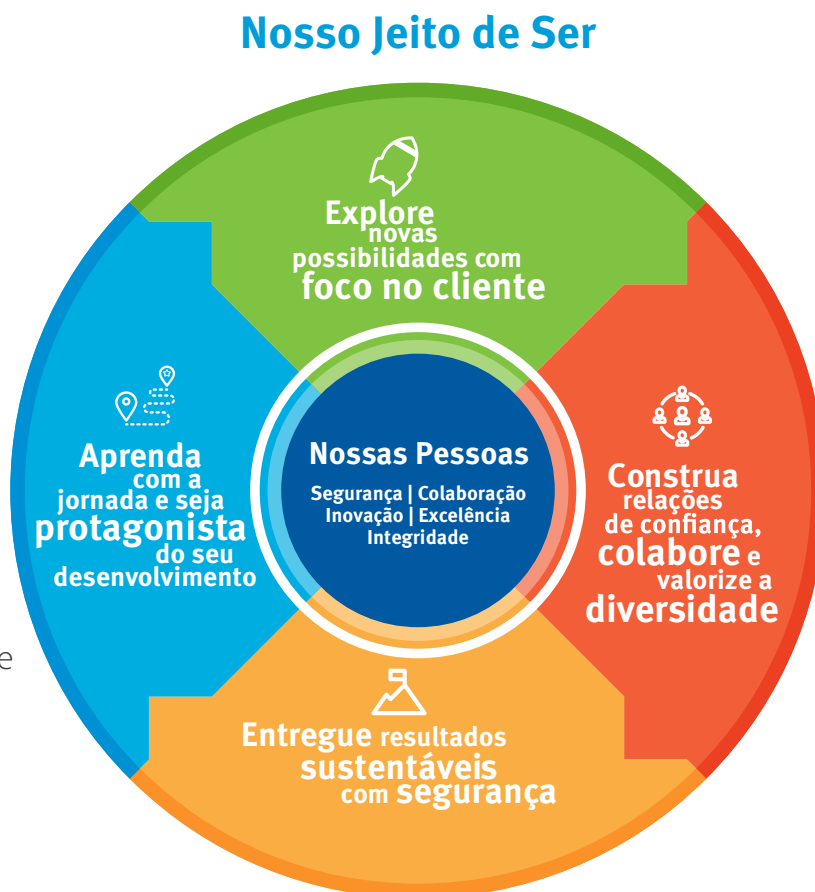 Nosso Jeito de Ser
Explore
novas
possibilidades com
foco no cliente
Aprenda
com a
jornada e seja
protagonista
do seu
desenvolvimento
Nossas Pessoas
Segurança | Colaboração
Inovação | Excelência
Integridade
Construa
relações
de confiança,
colabore e
valorize a
diversidade
e
Entregue resultados
sustentáveis
com segurança